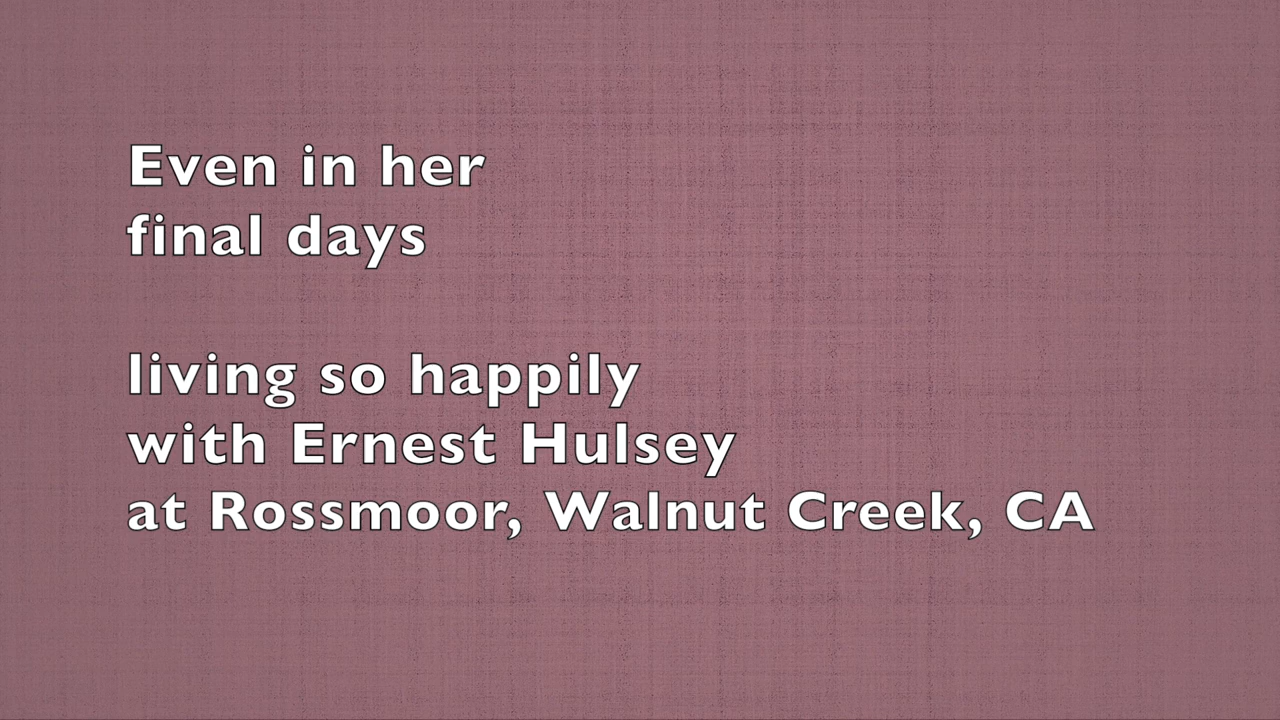 Even in her
final days
living so happily
with Ernest Hulsey
at Rossmoor, Walnut Creek, CA